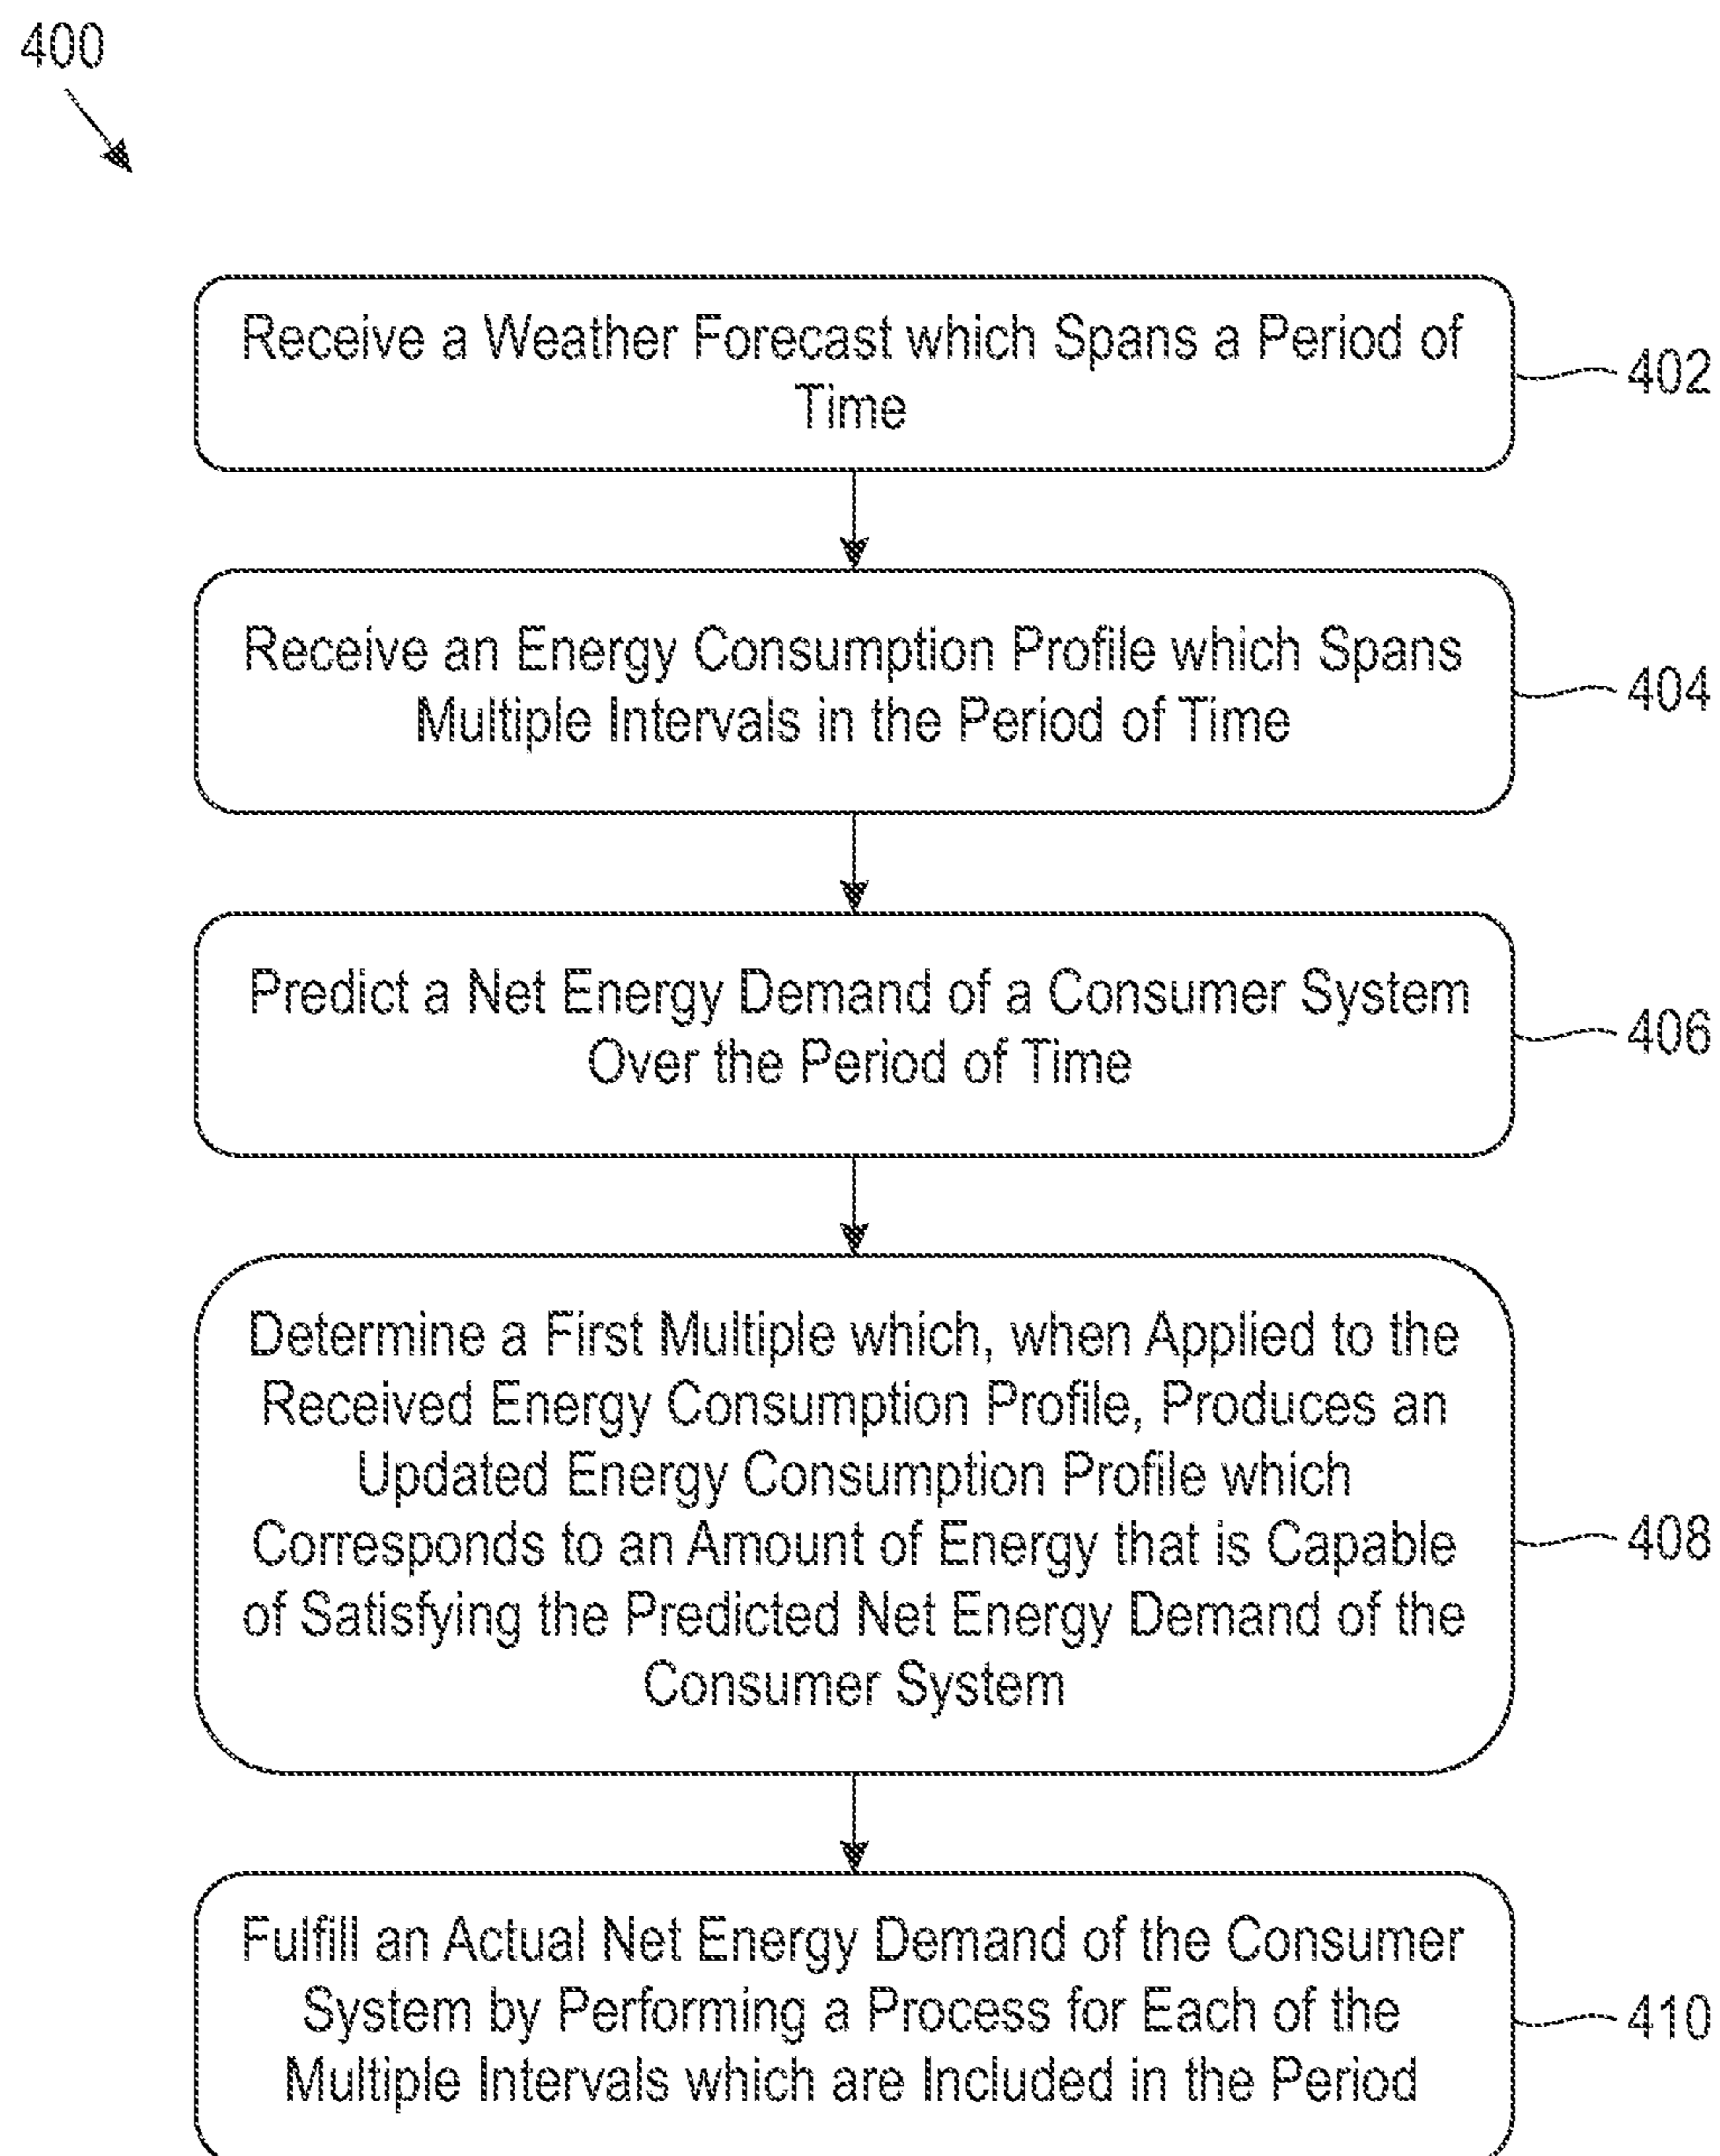 400
Receive a Weather Forecast which Spans a Period of
Time
402
Receive an Energy Consumption Profile which Spans
Multiple Intervals in the Period of Time
404
Predict a Net Energy Demand of a Consumer System
Over the Period of Time
406
Determine a First Multiple which, when Applied to the
Received Energy Consumption Profile, Produces an
Updated Energy Consumption Profile which
Corresponds to an Amount of Energy that is Capable
of Satisfying the Predicted Net Energy Demand of the
Consumer System
408
Fulfill an Actual Net Energy Demand of the Consumer
System by Performing a Process for Each of the
Multiple Intervals which are Included in the Period
410